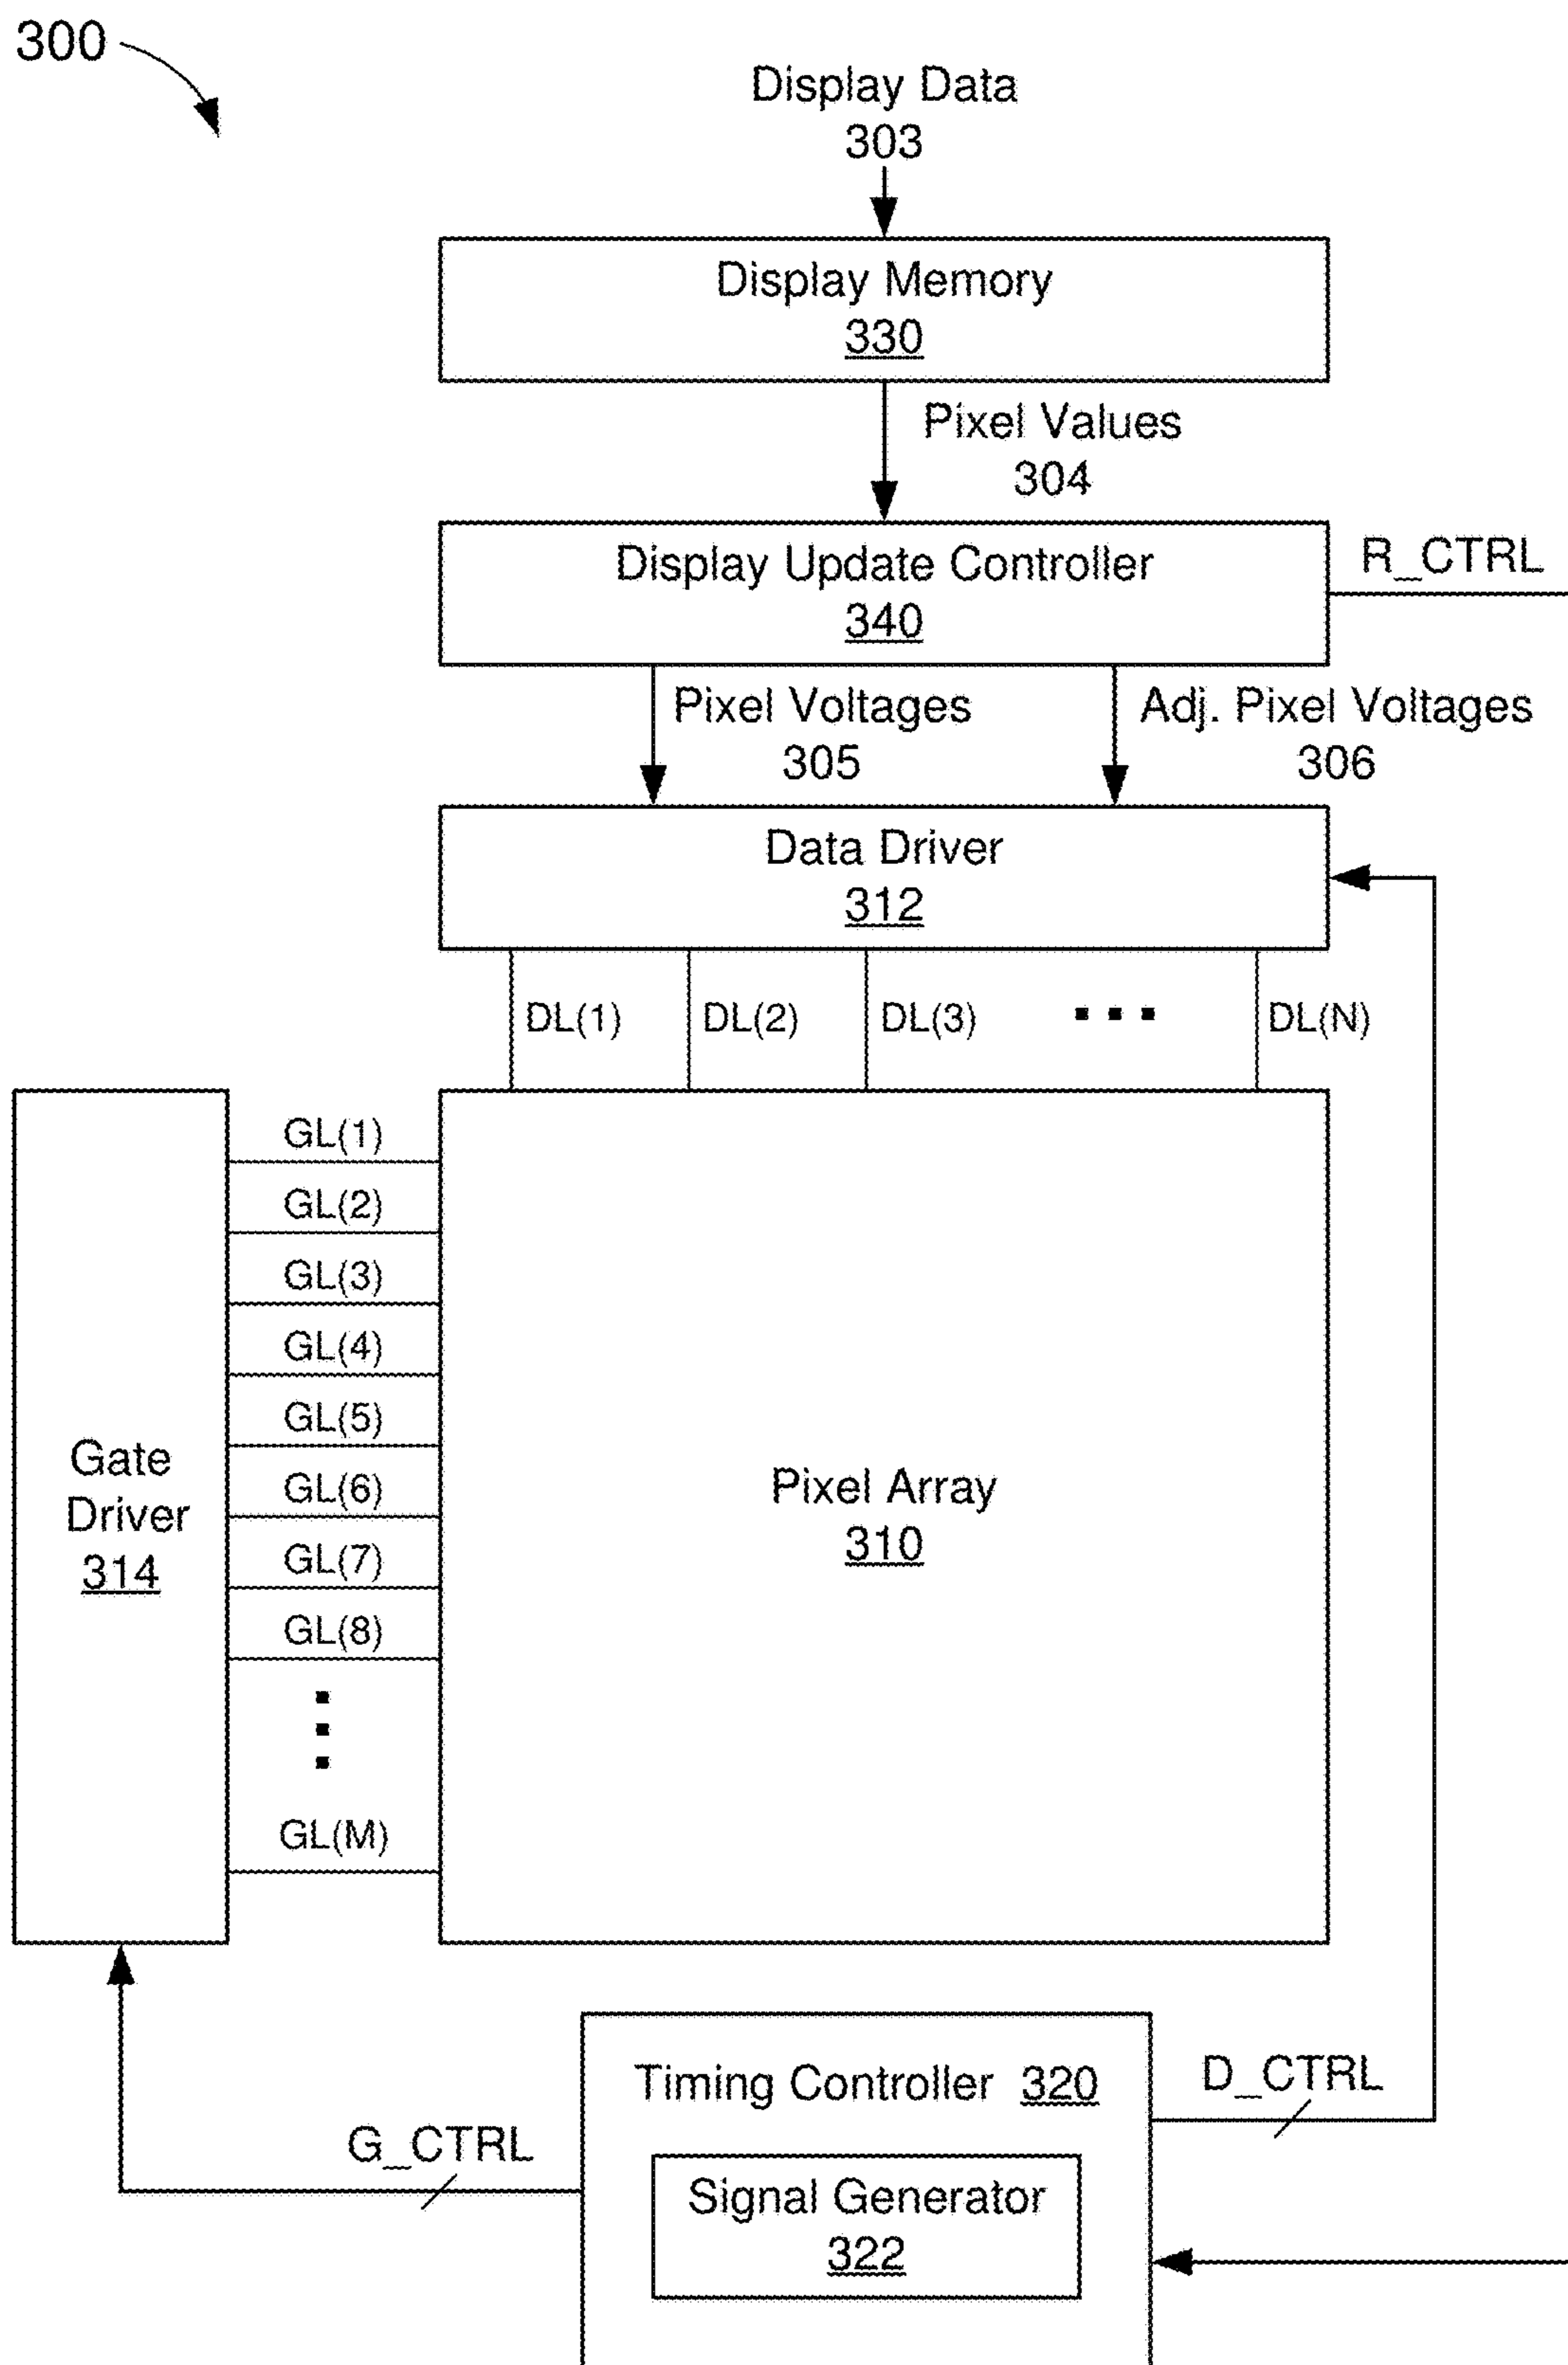 300
Display Data
303
Display Memory
330
Pixel Values
304
Display Update Controller
340
R_CTRL
Pixel Voltages
305
Adj. Pixel Voltages
306
Data Driver
312
DL(1) DL(2) DL(3) ... DL(N)
GL(1)
GL(2)
GL(3)
GL(4)
GL(5)
GL(6)
GL(7)
GL(8)
GL(M)
Gate
Driver
314
Pixel Array
310
Timing Controller 320
D_CTRL
G_CTRL
Signal Generator
322